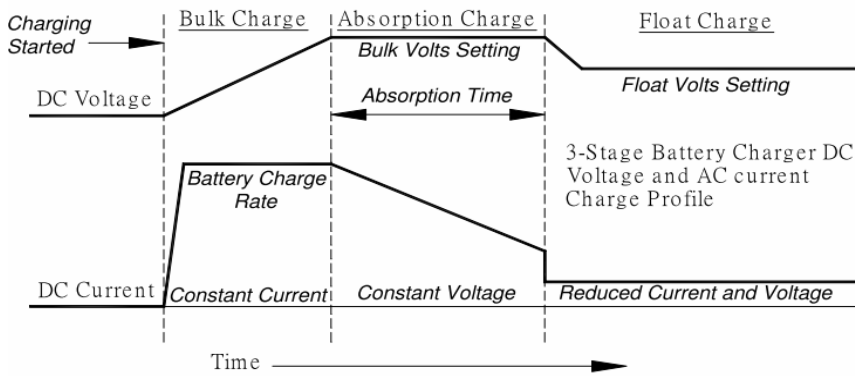 Charging
Started
Bulk Charge
Absorption Charge
Float Charge
Bulk Volts Setting
DC Voltage
Absorption Time
Float Volts Setting
3-Stage Battery Charger DC
Voltage and AC current
Charge Profile
Battery Charge
Rate
DC Current
Constant Current
Constant Voltage
Reduced Current and Voltage
Time